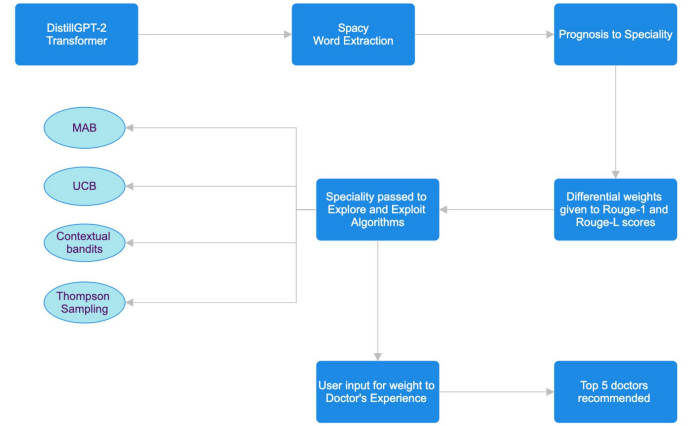 DistillGPT-2
Transformer
Spacy
Word Extraction
Prognosis to Speciality
MAB
UCB
Contextual
bandits
Thompson
Sampling
Speciality passed to
Explore and Exploit
Algorithms
Differential weights
given to Rouge-1 and
Rouge-L scores
User input for weight to
Doctor's Experience
Top 5 doctors
recommended